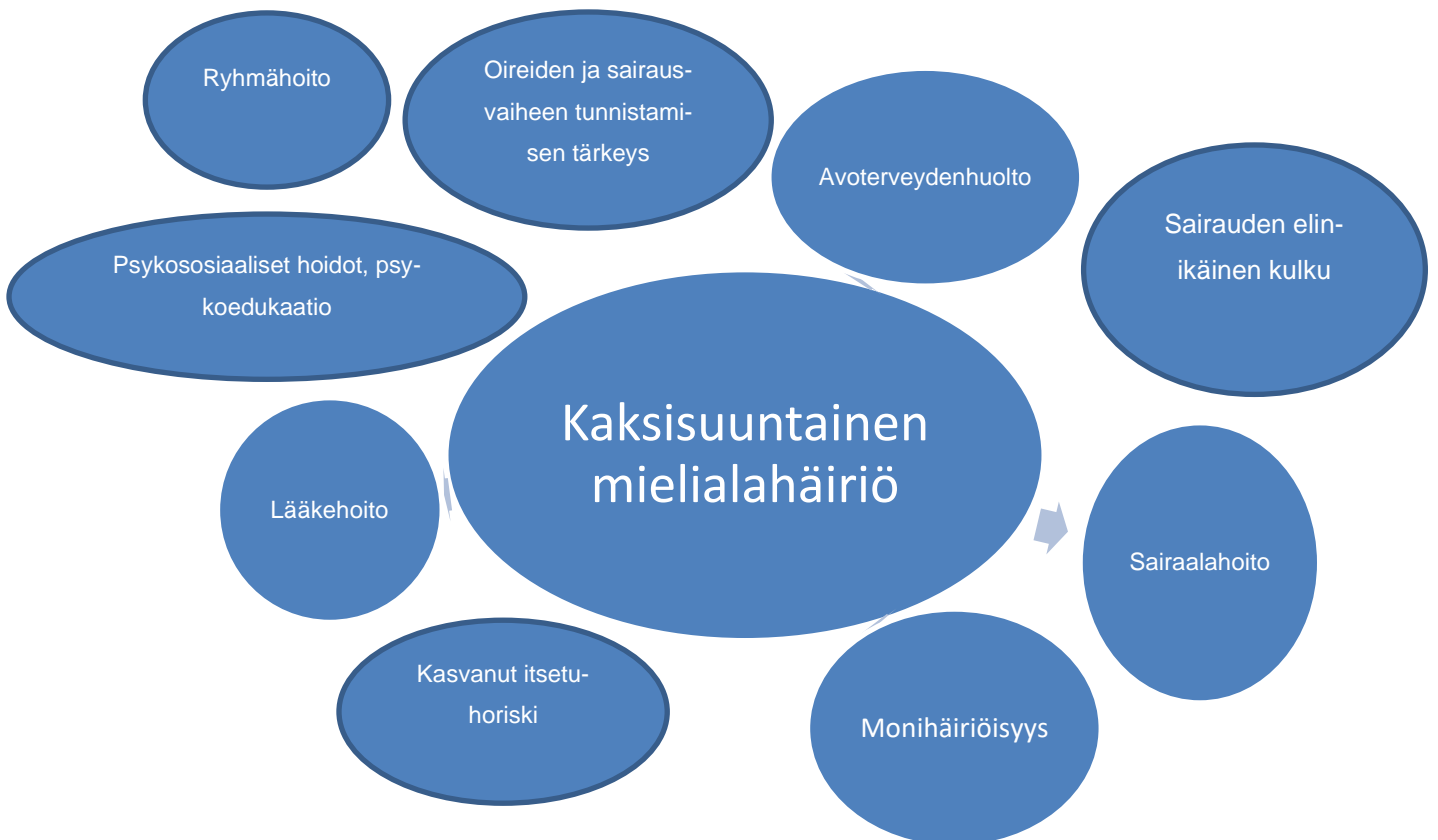 Ryhmähoito
Oireiden ja sairaus-
vaiheen tunnistami-
sen tärkeys
Avoterveydenhuolto
Sairauden elin-
ikäinen kulku
Psykososiaaliset hoidot, psy-
koedukaatio
Kaksisuuntainen
mielialahäiriö
Lääkehoito
Sairaalahoito
Kasvanut itsetu-
horiski
Monihäiriöisyys